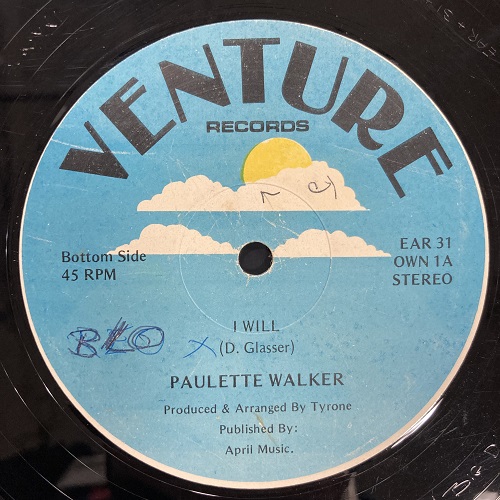 VENTURE
RECORDS
Bottom Side
45 RPM
EAR 31
OWN 1A
STEREO
I WILL
(D. Glasser)
PAULETTE WALKER
Produced & Arranged By Tyrone
Published By:
April Music.